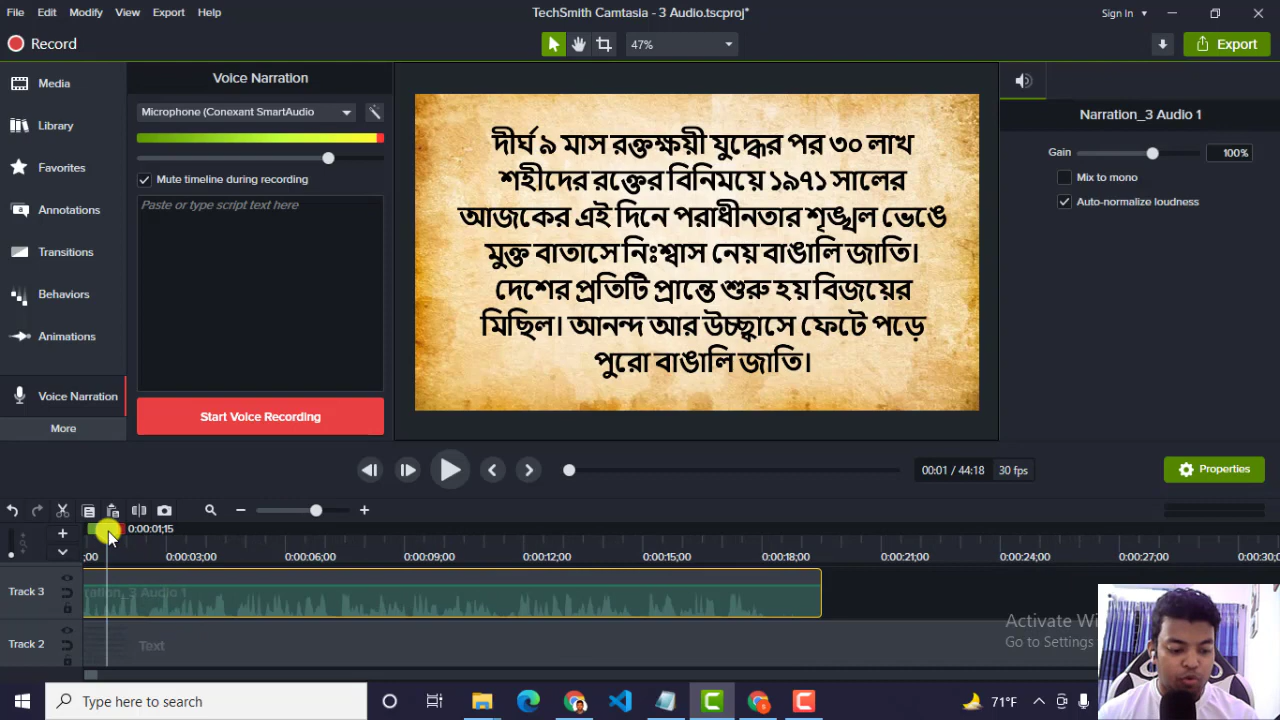 File Edit Modify View Export Help
TechSmith Camtasia - 3 Audio.tscproj*
Sign In
Record
47%
Export
Media
Library
Favorites
Annotations
Transitions
Behaviors
Animations
Voice Narration
More
Voice Narration
Microphone (Conexant SmartAudio
Mute timeline during recording
Paste or type script text here
Start Voice Recording
দীর্ঘ ৯ মাস রক্তক্ষয়ী যুদ্ধের পর ৩০ লাখ
শহীদের রক্তের বিনিময়ে ১৯৭১ সালের
আজকের এই দিনে পরাধীনতার শৃঙ্খল ভেঙে
মুক্ত বাতাসে নিঃশ্বাস নেয় বাঙালি জাতি।
দেশের প্রতিটি প্রান্তে শুরু হয় বিজয়ের
মিছিল। আনন্দ আর উচ্ছ্বাসে ফেটে পড়ে
পুরো বাঙালি জাতি।
Narration_3 Audio 1
Gain 100%
Mix to mono
Auto-normalize loudness
00:01 / 44:18 30 fps
Properties
0:00:01;15
;00 0:00:03;00 0:00:06;00 0:00:09;00 0:00:12;00 0:00:15;00 0:00:18;00 0:00:21;00 0:00:24;00 0:00:27;00 0:00:30;
Track 3
ration_3 Audio 1
Track 2
Text
Activate Wi
Go to Settings
Type here to search
71°F